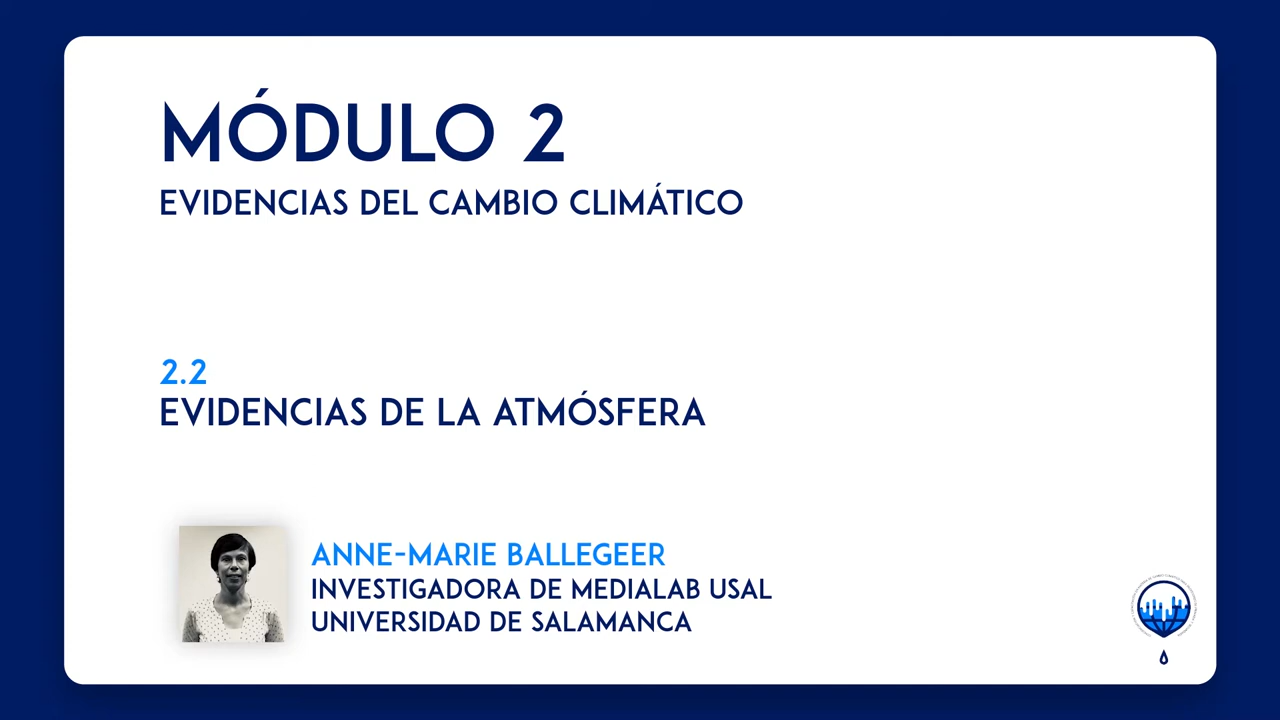 MÓDULO 2
EVIDENCIAS DEL CAMBIO CLIMÁTICO
2.2
EVIDENCIAS DE LA ATMÓSFERA
ANNE-MARIE BALLEGEER
INVESTIGADORA DE MEDIALAB USAL
UNIVERSIDAD DE SALAMANCA